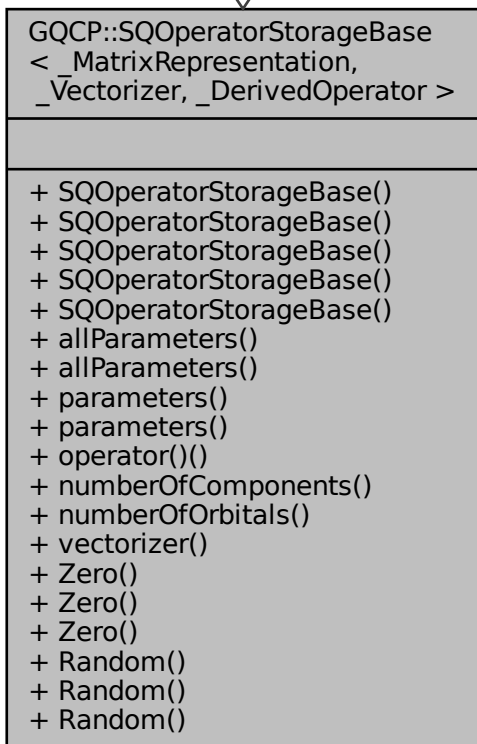 GQCP::SQOperatorStorageBase
< _MatrixRepresentation,
_Vectorizer, _DerivedOperator >
+ SQOperatorStorageBase()
+ SQOperatorStorageBase()
+ SQOperatorStorageBase()
+ SQOperatorStorageBase()
+ SQOperatorStorageBase()
+ allParameters()
+ allParameters()
+ parameters()
+ parameters()
+ operator()()
+ numberOfComponents()
+ numberOfOrbitals()
+ vectorizer()
+ Zero()
+ Zero()
+ Zero()
+ Random()
+ Random()
+ Random()